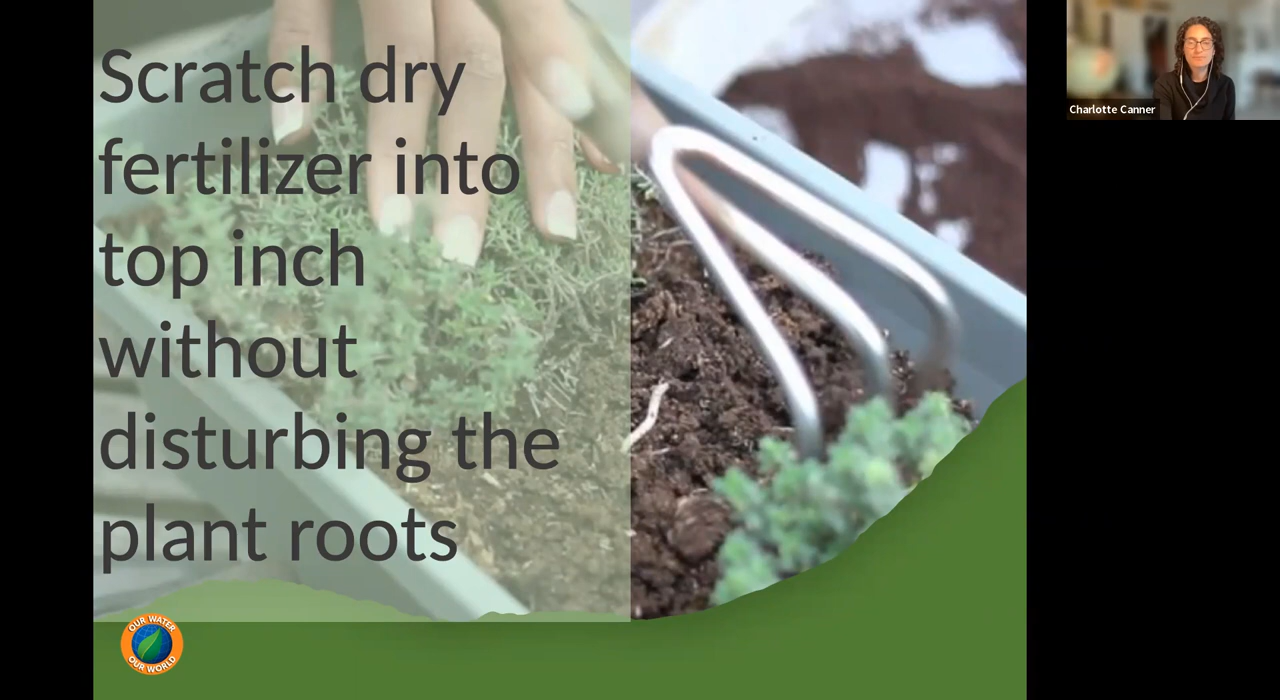 Scratch dry
fertilizer into
top inch
without
disturbing the
plant roots
OUR WATER
OUR WORLD
Charlotte Canner